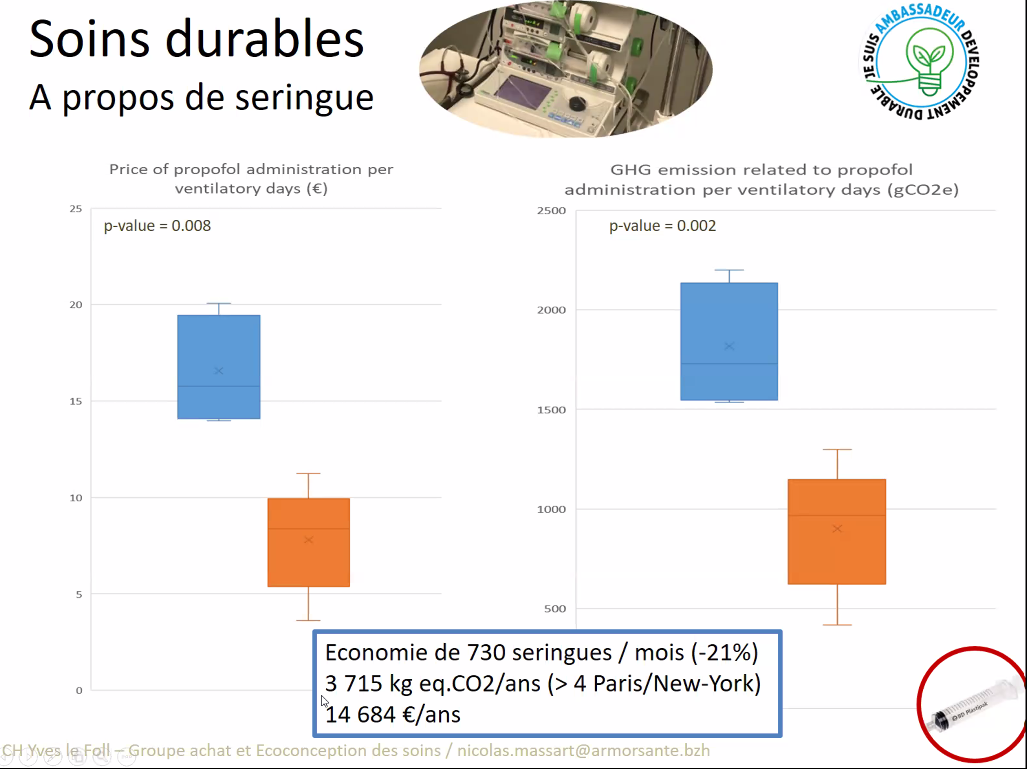 Soins durables
A propos de seringue
JE SUIS AMBASSADEUR DEVELOPPEMENT DURABLE
Price of propofol administration per
ventilatory days (€)
25
p-value = 0.008
20
15
10
5
0
GHG emission related to propofol
administration per ventilatory days (gCO2e)
2500
p-value = 0.002
2000
1500
1000
500
Economie de 730 seringues / mois (-21%)
3 715 kg eq.CO2/ans (> 4 Paris/New-York)
14 684 €/ans
BD Plastipak
CH Yves le Foll – Groupe achat et Ecoconception des soins / nicolas.massart@armorsante.bzh